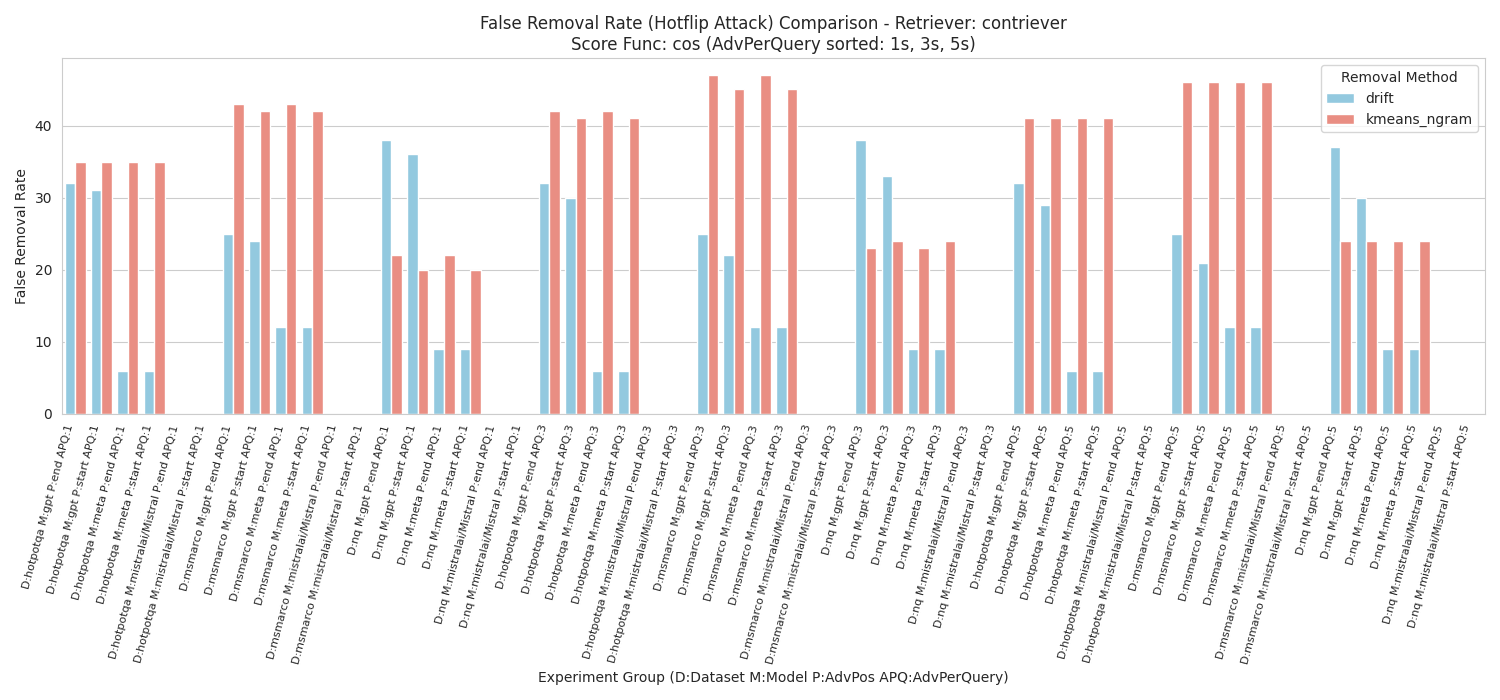 False Removal Rate (Hotflip Attack) Comparison - Retriever: contriever
Score Func: cos (AdvPerQuery sorted: 1s, 3s, 5s)
Removal Method
drift
kmeans_ngram
False Removal Rate
40
30
20
10
0
D:hotpotqa M:gpt P:end APQ:1
D:hotpotqa M:gpt P:start APQ:1
D:hotpotqa M:meta P:end APQ:1
D:hotpotqa M:meta P:start APQ:1
D:hotpotqa M:mistralai/Mistral P:end APQ:1
D:hotpotqa M:mistralai/Mistral P:start APQ:1
D:msmarco M:gpt P:end APQ:1
D:msmarco M:gpt P:start APQ:1
D:msmarco M:meta P:end APQ:1
D:msmarco M:meta P:start APQ:1
D:msmarco M:mistralai/Mistral P:end APQ:1
D:msmarco M:mistralai/Mistral P:start APQ:1
D:nq M:gpt P:end APQ:1
D:nq M:gpt P:start APQ:1
D:nq M:meta P:end APQ:1
D:nq M:meta P:start APQ:1
D:nq M:mistralai/Mistral P:end APQ:1
D:nq M:mistralai/Mistral P:start APQ:1
D:hotpotqa M:gpt P:end APQ:3
D:hotpotqa M:gpt P:start APQ:3
D:hotpotqa M:meta P:end APQ:3
D:hotpotqa M:meta P:start APQ:3
D:hotpotqa M:mistralai/Mistral P:end APQ:3
D:hotpotqa M:mistralai/Mistral P:start APQ:3
D:msmarco M:gpt P:end APQ:3
D:msmarco M:gpt P:start APQ:3
D:msmarco M:meta P:end APQ:3
D:msmarco M:meta P:start APQ:3
D:msmarco M:mistralai/Mistral P:end APQ:3
D:msmarco M:mistralai/Mistral P:start APQ:3
D:nq M:gpt P:end APQ:3
D:nq M:gpt P:start APQ:3
D:nq M:meta P:end APQ:3
D:nq M:meta P:start APQ:3
D:nq M:mistralai/Mistral P:end APQ:3
D:nq M:mistralai/Mistral P:start APQ:3
D:hotpotqa M:gpt P:end APQ:5
D:hotpotqa M:gpt P:start APQ:5
D:hotpotqa M:meta P:end APQ:5
D:hotpotqa M:meta P:start APQ:5
D:hotpotqa M:mistralai/Mistral P:end APQ:5
D:hotpotqa M:mistralai/Mistral P:start APQ:5
D:msmarco M:gpt P:end APQ:5
D:msmarco M:gpt P:start APQ:5
D:msmarco M:meta P:end APQ:5
D:msmarco M:meta P:start APQ:5
D:msmarco M:mistralai/Mistral P:end APQ:5
D:msmarco M:mistralai/Mistral P:start APQ:5
D:nq M:gpt P:end APQ:5
D:nq M:gpt P:start APQ:5
D:nq M:meta P:end APQ:5
D:nq M:meta P:start APQ:5
D:nq M:mistralai/Mistral P:end APQ:5
D:nq M:mistralai/Mistral P:start APQ:5
Experiment Group (D:Dataset M:Model P:AdvPos APQ:AdvPerQuery)